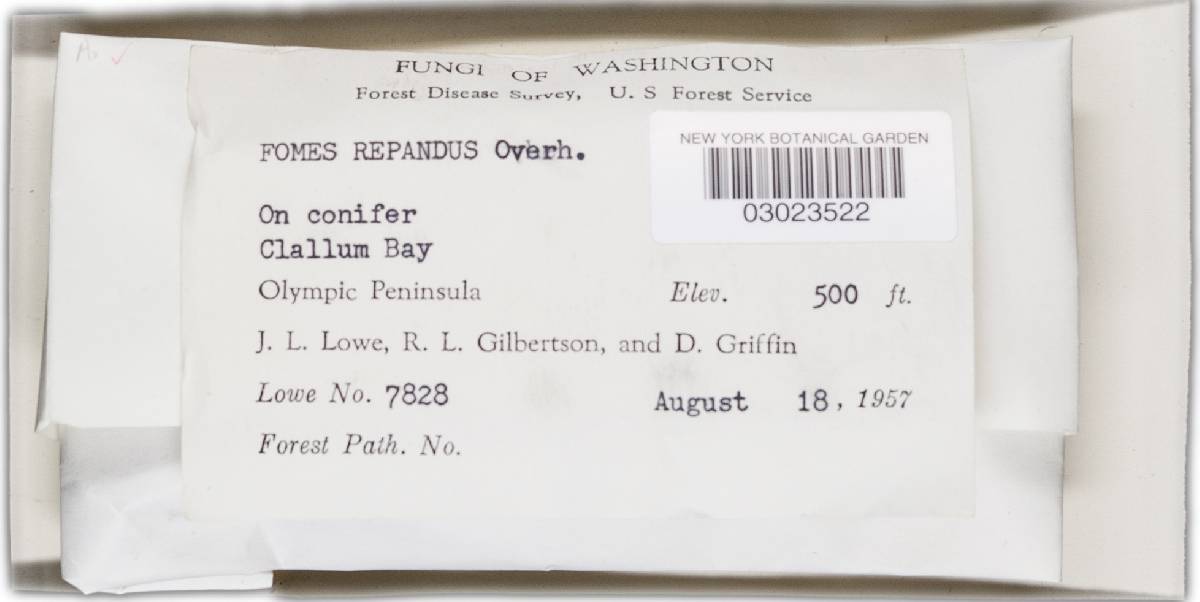 FUNGI OF WASHINGTON
Forest Disease Survey, U. S Forest Service
NEW YORK BOTANICAL GARDEN
03023522
FOMES REPANDUS Overh.
On conifer
Clallum Bay
Olympic Peninsula Elev. 500 ft.
J. L. Lowe, R. L. Gilbertson, and D. Griffin
Lowe No. 7828 August 18, 1957
Forest Path. No.